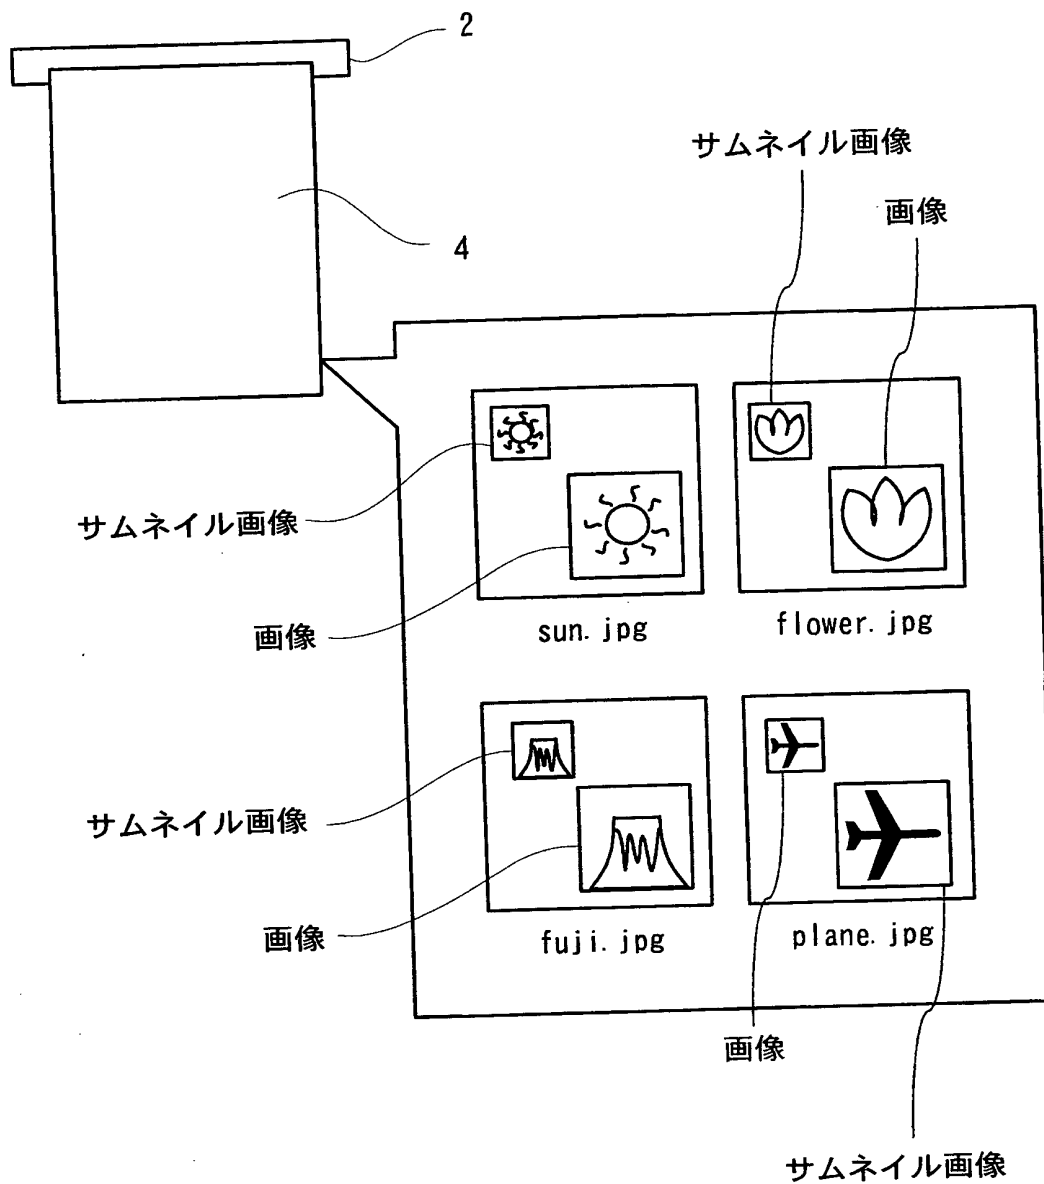 2
サムネイル画像
画像
4
サムネイル画像
画像
sun.jpg
flower.jpg
サムネイル画像
画像
fuji.jpg
plane.jpg
画像
サムネイル画像